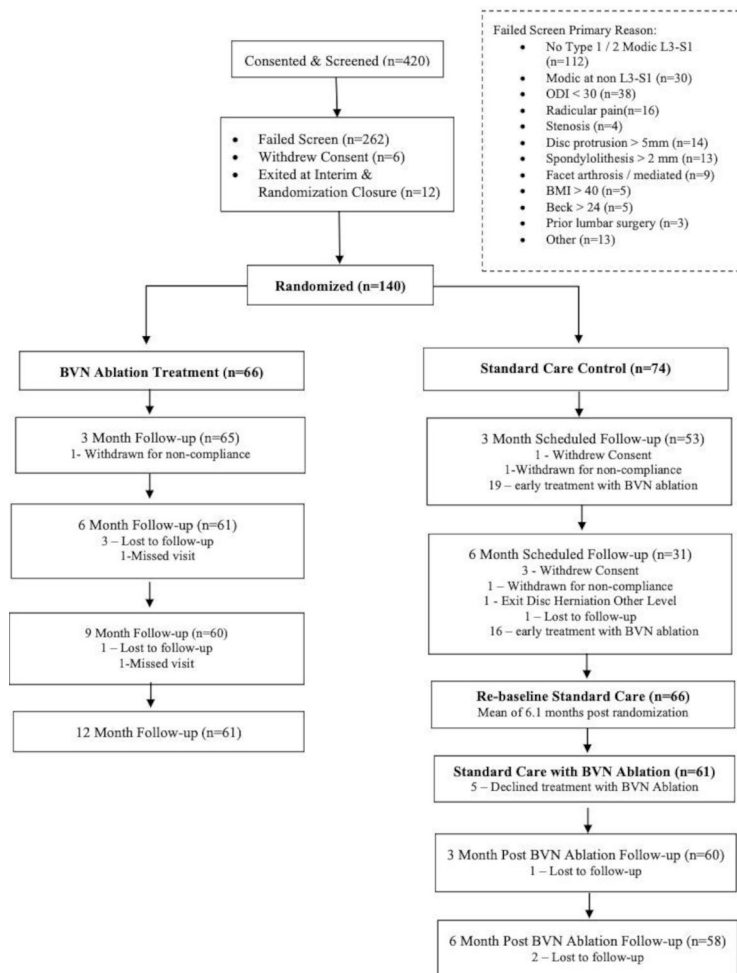 Consented & Screened (n=420)
• Failed Screen (n=262)
• Withdrew Consent (n=6)
• Exited at Interim &
Randomization Closure (n=12)
Failed Screen Primary Reason:
• No Type 1 / 2 Modic L3-S1
(n=112)
• Modic at non L3-S1 (n=30)
• ODI < 30 (n=38)
• Radicular pain(n=16)
• Stenosis (n=4)
• Disc protrusion > 5mm (n=14)
• Spondylolithesis > 2 mm (n=13)
• Facet arthrosis / mediated (n=9)
• BMI > 40 (n=5)
• Beck > 24 (n=5)
• Prior lumbar surgery (n=3)
• Other (n=13)
Randomized (n=140)
BVN Ablation Treatment (n=66)
3 Month Follow-up (n=65)
1- Withdrawn for non-compliance
6 Month Follow-up (n=61)
3 – Lost to follow-up
1-Missed visit
9 Month Follow-up (n=60)
1 – Lost to follow-up
1-Missed visit
12 Month Follow-up (n=61)
Standard Care Control (n=74)
3 Month Scheduled Follow-up (n=53)
1 - Withdrew Consent
1-Withdrawn for non-compliance
19 – early treatment with BVN ablation
6 Month Scheduled Follow-up (n=31)
3 - Withdrew Consent
1 – Withdrawn for non-compliance
1 - Exit Disc Herniation Other Level
1 – Lost to follow-up
16 – early treatment with BVN ablation
Re-baseline Standard Care (n=66)
Mean of 6.1 months post randomization
Standard Care with BVN Ablation (n=61)
5 – Declined treatment with BVN Ablation
3 Month Post BVN Ablation Follow-up (n=60)
1 – Lost to follow-up
6 Month Post BVN Ablation Follow-up (n=58)
2 – Lost to follow-up